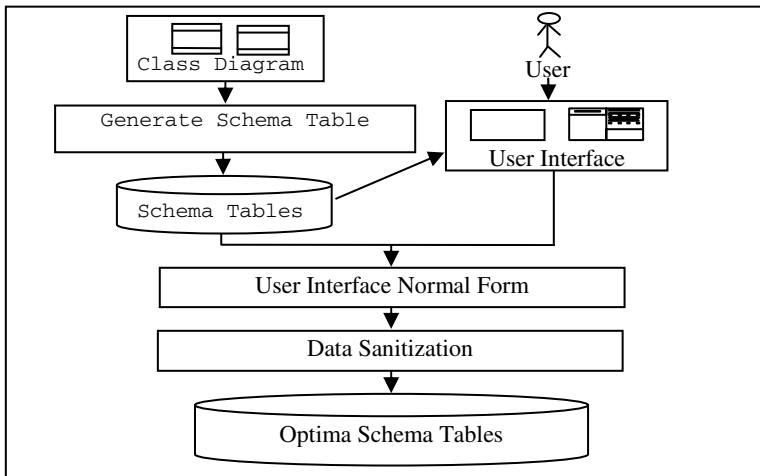 Class Diagram
User
Generate Schema Table
User Interface
Schema Tables
User Interface Normal Form
Data Sanitization
Optima Schema Tables